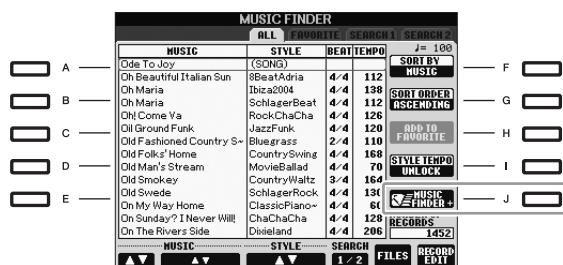 MUSIC FINDER
ALL FAVORITE SEARCH 1 SEARCH 2
MUSIC STYLE BEAT TEMPO ♩= 100
Ode To Joy (SONG)
Oh Beautiful Italian Sun 8BeatAdria 4/4 112
Oh Maria Ibiza2004 4/4 138
Oh Maria SchlagerBeat 4/4 112
Oh! Come Va RockChaCha 4/4 126
Oil Ground Funk JazzFunk 4/4 120
Old Fashioned Country S~ Bluegrass 2/4 110
Old Folks' Home CountrySwing 4/4 168
Old Man's Stream MovieBallad 4/4 70
Old Smokey CountryWaltz 3/4 164
Old Swede SchlagerRock 4/4
On My Way Home ClassicPiano~ 4/4
On Sunday? I Never Will! ChaChaCha 4/4 128
On The Rivers Side Dixieland 4/4 206
SORT BY
MUSIC
SORT ORDER
ASCENDING
ADD TO
FAVORITE
STYLE TEMPO
UNLOCK
MUSIC
FINDER +
RECORDS
1452
MUSIC STYLE SEARCH
1/2 FILES RECORD
EDIT
A
B
C
D
E
F
G
H
I
J